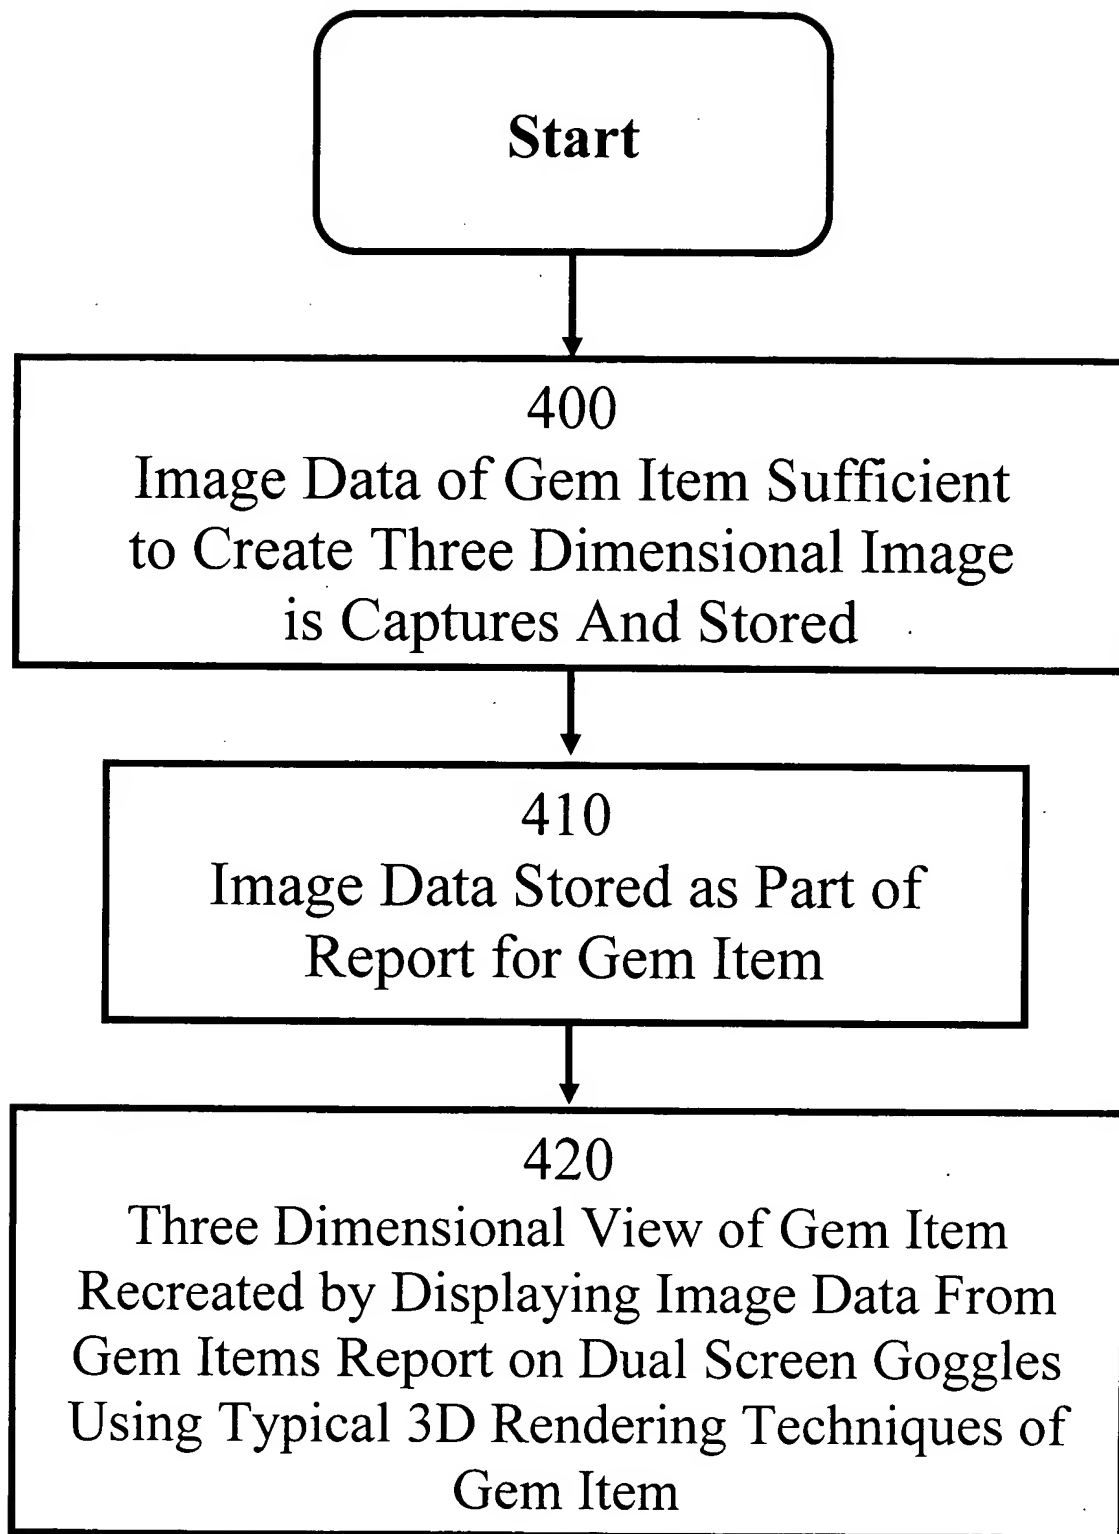 Start
400
Image Data of Gem Item Sufficient
to Create Three Dimensional Image
is Captures And Stored
410
Image Data Stored as Part of
Report for Gem Item
420
Three Dimensional View of Gem Item
Recreated by Displaying Image Data From
Gem Items Report on Dual Screen Goggles
Using Typical 3D Rendering Techniques of
Gem Item